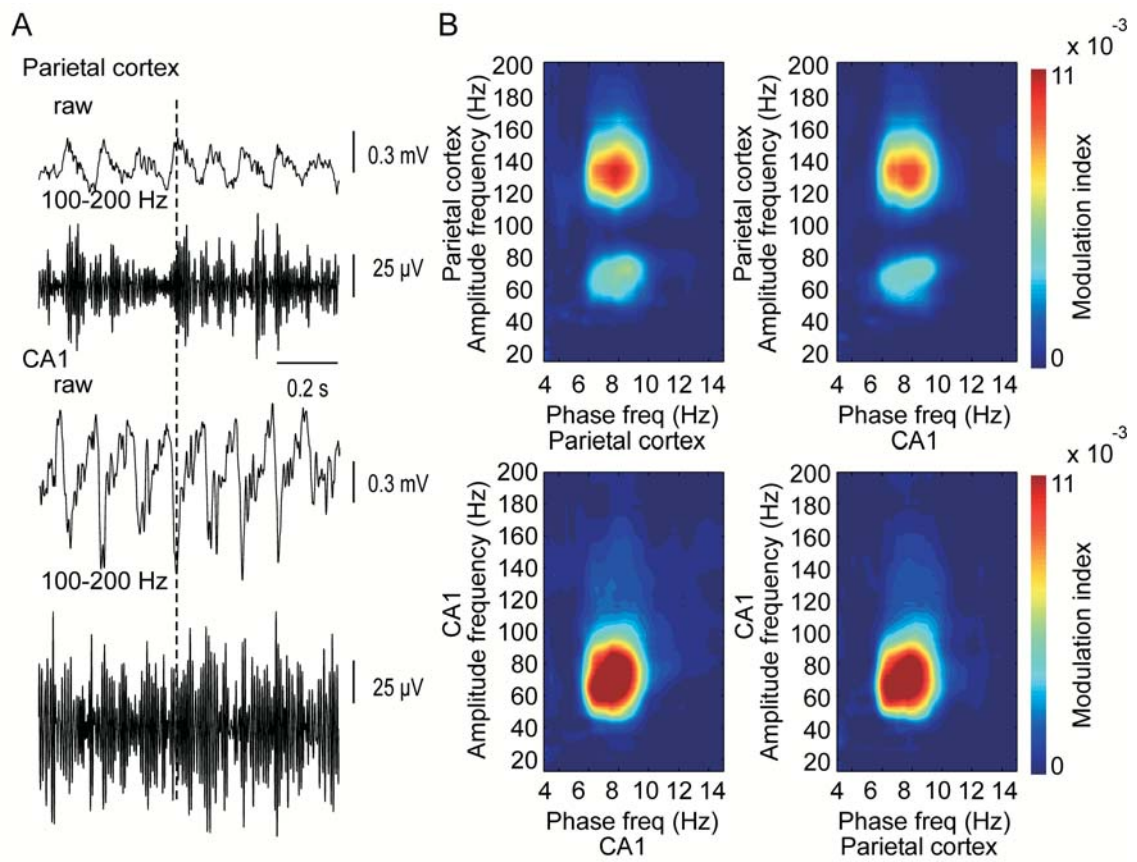 A
Parietal cortex
raw
0.3 mV
100-200 Hz
25 µV
CA1
0.2 s
raw
0.3 mV
100-200 Hz
25 µV
B
Parietal cortex
Amplitude frequency (Hz)
200
180
160
140
120
100
80
60
40
20
4 6 8 10 12 14
Phase freq (Hz)
Parietal cortex
Parietal cortex
Amplitude frequency (Hz)
200
180
160
140
120
100
80
60
40
20
4 6 8 10 12 14
Phase freq (Hz)
CA1
x 10-3
11
0
Modulation index
CA1
Amplitude frequency (Hz)
200
180
160
140
120
100
80
60
40
20
4 6 8 10 12 14
Phase freq (Hz)
CA1
CA1
Amplitude frequency (Hz)
200
180
160
140
120
100
80
60
40
20
4 6 8 10 12 14
Phase freq (Hz)
Parietal cortex
x 10-3
11
0
Modulation index